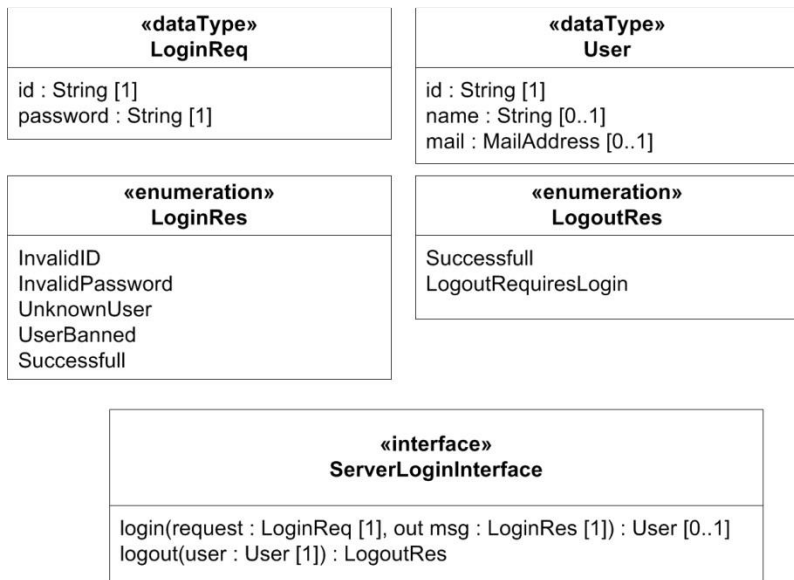 «dataType»
LoginReq
id : String [1]
password : String [1]
«dataType»
User
id : String [1]
name : String [0..1]
mail : MailAddress [0..1]
«enumeration»
LoginRes
InvalidID
InvalidPassword
UnknownUser
UserBanned
Successfull
«enumeration»
LogoutRes
Successfull
LogoutRequiresLogin
«interface»
ServerLoginInterface
login(request : LoginReq [1], out msg : LoginRes [1]) : User [0..1]
logout(user : User [1]) : LogoutRes